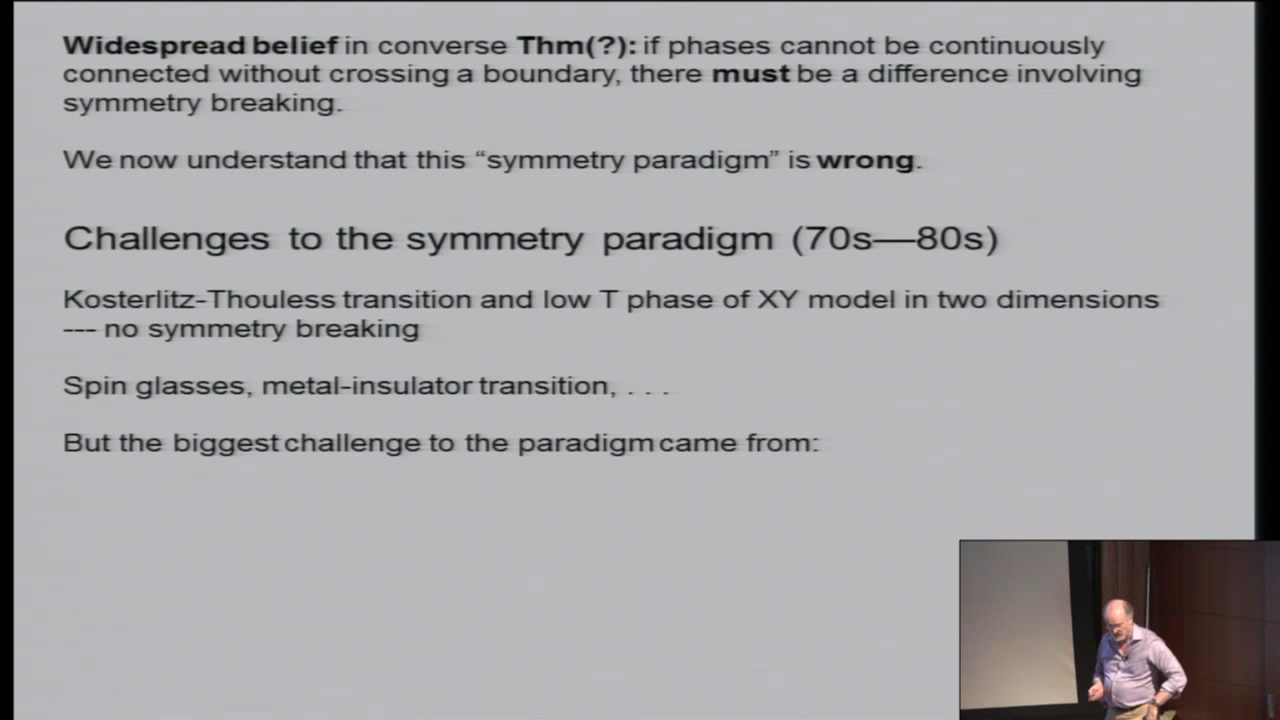 Widespread belief in converse Thm(?): if phases cannot be continuously
connected without crossing a boundary, there must be a difference involving
symmetry breaking.
We now understand that this “symmetry paradigm” is wrong.
Challenges to the symmetry paradigm (70s—80s)
Kosterlitz-Thouless transition and low T phase of XY model in two dimensions
--- no symmetry breaking
Spin glasses, metal-insulator transition, . . .
But the biggest challenge to the paradigm came from: